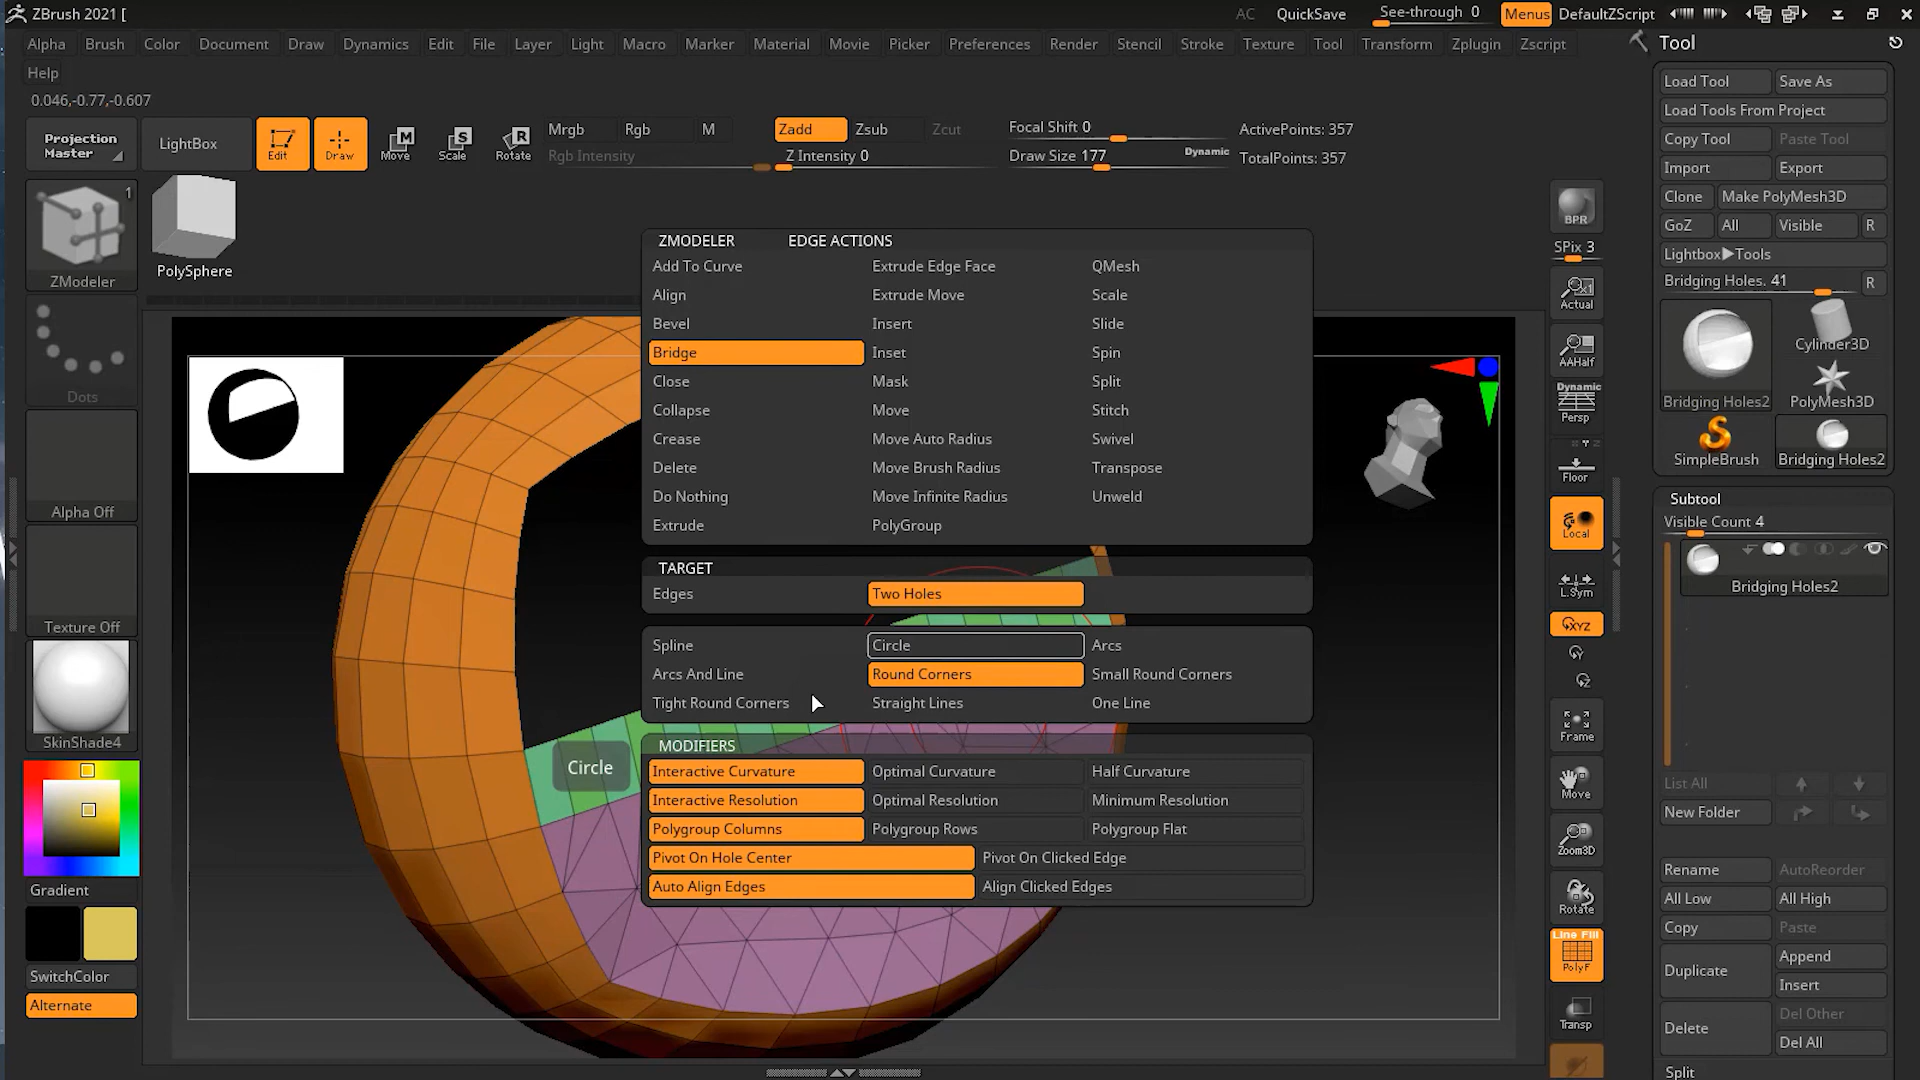 ZBrush 2021 [
AC
QuickSave
See-through 0
Menus
DefaultZScript
Alpha
Brush
Color
Document
Draw
Dynamics
Edit
File
Layer
Light
Macro
Marker
Material
Movie
Picker
Preferences
Render
Stencil
Stroke
Texture
Tool
Transform
Zplugin
Zscript
Help
0.046,-0.77,-0.607
Projection
Master
LightBox
Edit
Draw
M
Move
S
Scale
R
Rotate
Mrgb
Rgb
M
Rgb Intensity
Zadd
Zsub
Zcut
Z Intensity 0
Focal Shift 0
Draw Size 177
Dynamic
ActivePoints: 357
TotalPoints: 357
1
ZModeler
PolySphere
Dots
Alpha Off
Texture Off
SkinShade4
Gradient
SwitchColor
Alternate
ZMODELER EDGE ACTIONS
Add To Curve
Extrude Edge Face
QMesh
Align
Extrude Move
Scale
Bevel
Insert
Slide
Bridge
Inset
Spin
Close
Mask
Split
Collapse
Move
Stitch
Crease
Move Auto Radius
Swivel
Delete
Move Brush Radius
Transpose
Do Nothing
Move Infinite Radius
Unweld
Extrude
PolyGroup
TARGET
Edges
Two Holes
Spline
Circle
Arcs
Arcs And Line
Round Corners
Small Round Corners
Tight Round Corners
Straight Lines
One Line
MODIFIERS
Interactive Curvature
Optimal Curvature
Half Curvature
Interactive Resolution
Optimal Resolution
Minimum Resolution
Polygroup Columns
Polygroup Rows
Polygroup Flat
Pivot On Hole Center
Pivot On Clicked Edge
Auto Align Edges
Align Clicked Edges
Circle
BPR
SPix 3
Actual
AAHalf
Dynamic
Persp
Floor
Local
L.Sym
XYZ
Frame
Move
Zoom3D
Rotate
Line Fill
PolyF
Transp
Tool
Load Tool
Save As
Load Tools From Project
Copy Tool
Paste Tool
Import
Export
Clone
Make PolyMesh3D
GoZ
All
Visible
R
Lightbox▶Tools
Bridging Holes. 41
R
Bridging Holes2
Cylinder3D
PolyMesh3D
SimpleBrush
Bridging Holes2
Subtool
Visible Count 4
Bridging Holes2
List All
New Folder
Rename
AutoReorder
All Low
All High
Copy
Paste
Duplicate
Append
Insert
Delete
Del Other
Del All
Split